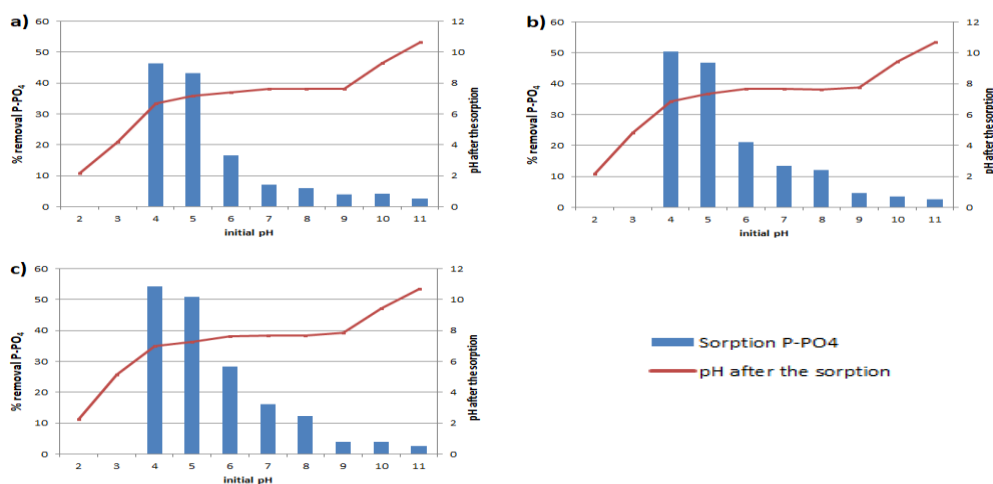 a)
% removal P-PO4
60
50
40
30
20
10
0
12
10
8
6
4
2
0
pH after the sorption
2 3 4 5 6 7 8 9 10 11
initial pH
b)
% removal P-PO4
60
50
40
30
20
10
0
12
10
8
6
4
2
0
pH after the sorption
2 3 4 5 6 7 8 9 10 11
initial pH
c)
% removal P-PO4
60
50
40
30
20
10
0
12
10
8
6
4
2
0
pH after the sorption
2 3 4 5 6 7 8 9 10 11
initial pH
Sorption P-PO4
pH after the sorption